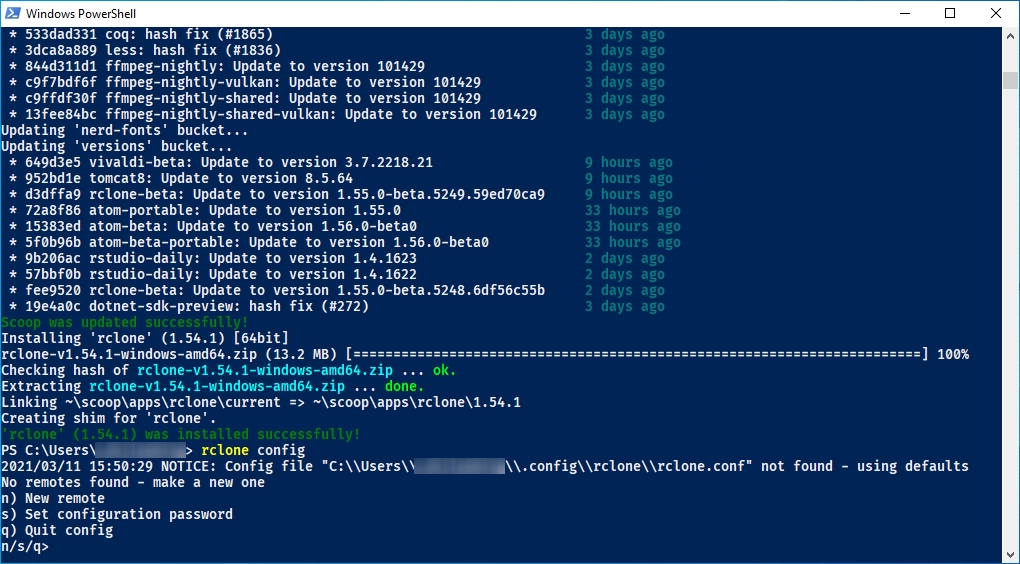 Windows PowerShell
* 533dad331 coq: hash fix (#1865) 3 days ago
* 3dca8a889 less: hash fix (#1836) 3 days ago
* 844d311d1 ffmpeg-nightly: Update to version 101429 3 days ago
* c9f7bdf6f ffmpeg-nightly-vulkan: Update to version 101429 3 days ago
* c9ffdf30f ffmpeg-nightly-shared: Update to version 101429 3 days ago
* 13fee84bc ffmpeg-nightly-shared-vulkan: Update to version 101429 3 days ago
Updating 'nerd-fonts' bucket...
Updating 'versions' bucket...
* 649d3e5 vivaldi-beta: Update to version 3.7.2218.21 9 hours ago
* 952bd1e tomcat8: Update to version 8.5.64 9 hours ago
* d3dffa9 rclone-beta: Update to version 1.55.0-beta.5249.59ed70ca9 9 hours ago
* 72a8f86 atom-portable: Update to version 1.55.0 33 hours ago
* 15383ed atom-beta: Update to version 1.56.0-beta0 33 hours ago
* 5f0b96b atom-beta-portable: Update to version 1.56.0-beta0 33 hours ago
* 9b206ac rstudio-daily: Update to version 1.4.1623 2 days ago
* 57bbf0b rstudio-daily: Update to version 1.4.1622 2 days ago
* fee9520 rclone-beta: Update to version 1.55.0-beta.5248.6df56c55b 2 days ago
* 19e4a0c dotnet-sdk-preview: hash fix (#272) 3 days ago
Scoop was updated successfully!
Installing 'rclone' (1.54.1) [64bit]
rclone-v1.54.1-windows-amd64.zip (13.2 MB) [=======================================================================] 100%
Checking hash of rclone-v1.54.1-windows-amd64.zip ... ok.
Extracting rclone-v1.54.1-windows-amd64.zip ... done.
Linking ~\scoop\apps\rclone\current => ~\scoop\apps\rclone\1.54.1
Creating shim for 'rclone'.
'rclone' (1.54.1) was installed successfully!
PS C:\Users\ > rclone config
2021/03/11 15:50:29 NOTICE: Config file "C:\\Users\\ \\.config\\rclone\\rclone.conf" not found - using defaults
No remotes found - make a new one
n) New remote
s) Set configuration password
q) Quit config
n/s/q>